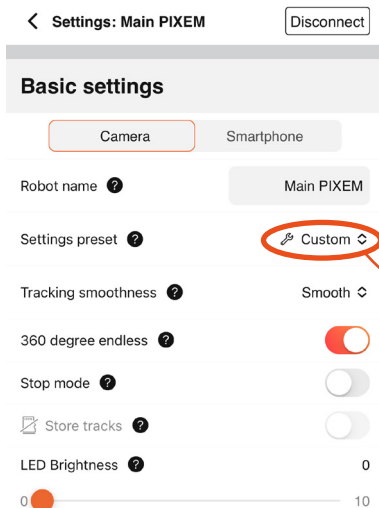 Settings: Main PIXEM
Disconnect
Basic settings
Camera Smartphone
Robot name ? Main PIXEM
Settings preset ? Custom
Tracking smoothness ? Smooth
360 degree endless ?
Stop mode ?
Store tracks ?
LED Brightness ? 0
0 10